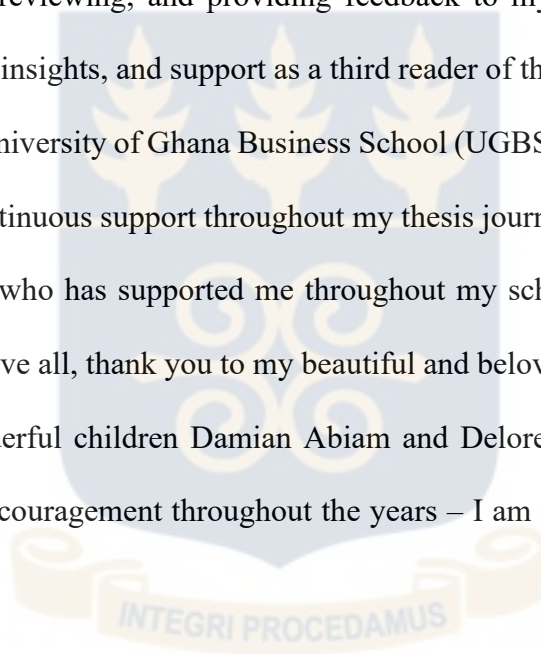 reviewing, and providing feedback to my
insights, and support as a third reader of th
niversity of Ghana Business School (UGBS
tinuous support throughout my thesis journ
who has supported me throughout my sch
ve all, thank you to my beautiful and belov
erful children Damian Abiam and Delore
couragement throughout the years – I am
INTEGRI PROCEDAMUS